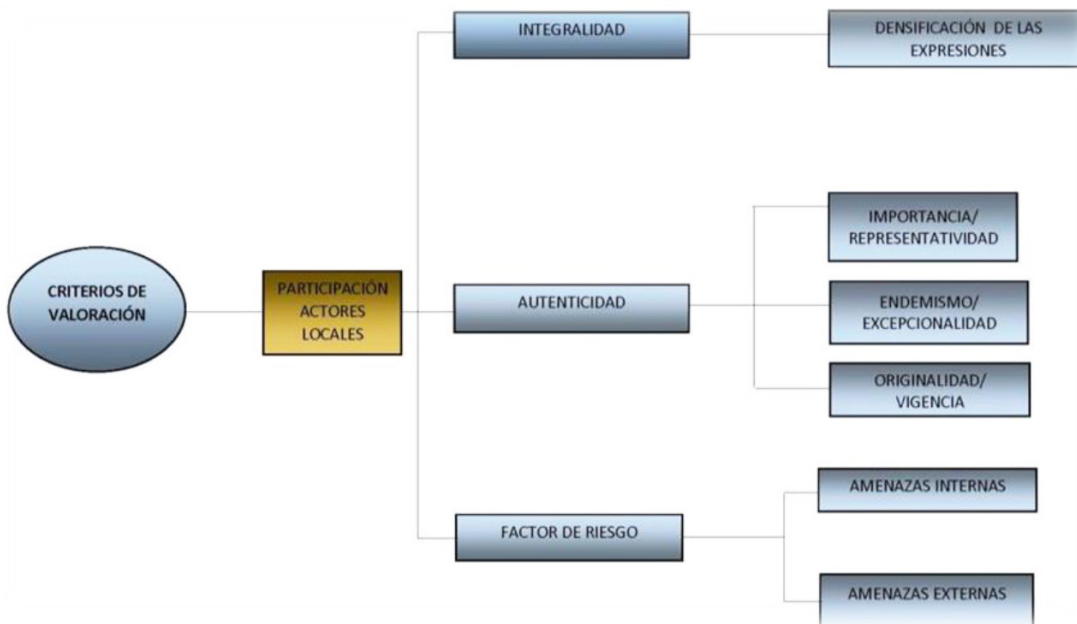 INTEGRALIDAD
DENSIFICACIÓN DE LAS
EXPRESIONES
CRITERIOS DE
VALORACIÓN
PARTICIPACIÓN
ACTORES
LOCALES
AUTENTICIDAD
IMPORTANCIA/
REPRESENTATIVIDAD
ENDEMISMO/
EXCEPCIONALIDAD
ORIGINALIDAD/
VIGENCIA
FACTOR DE RIESGO
AMENAZAS INTERNAS
AMENAZAS EXTERNAS